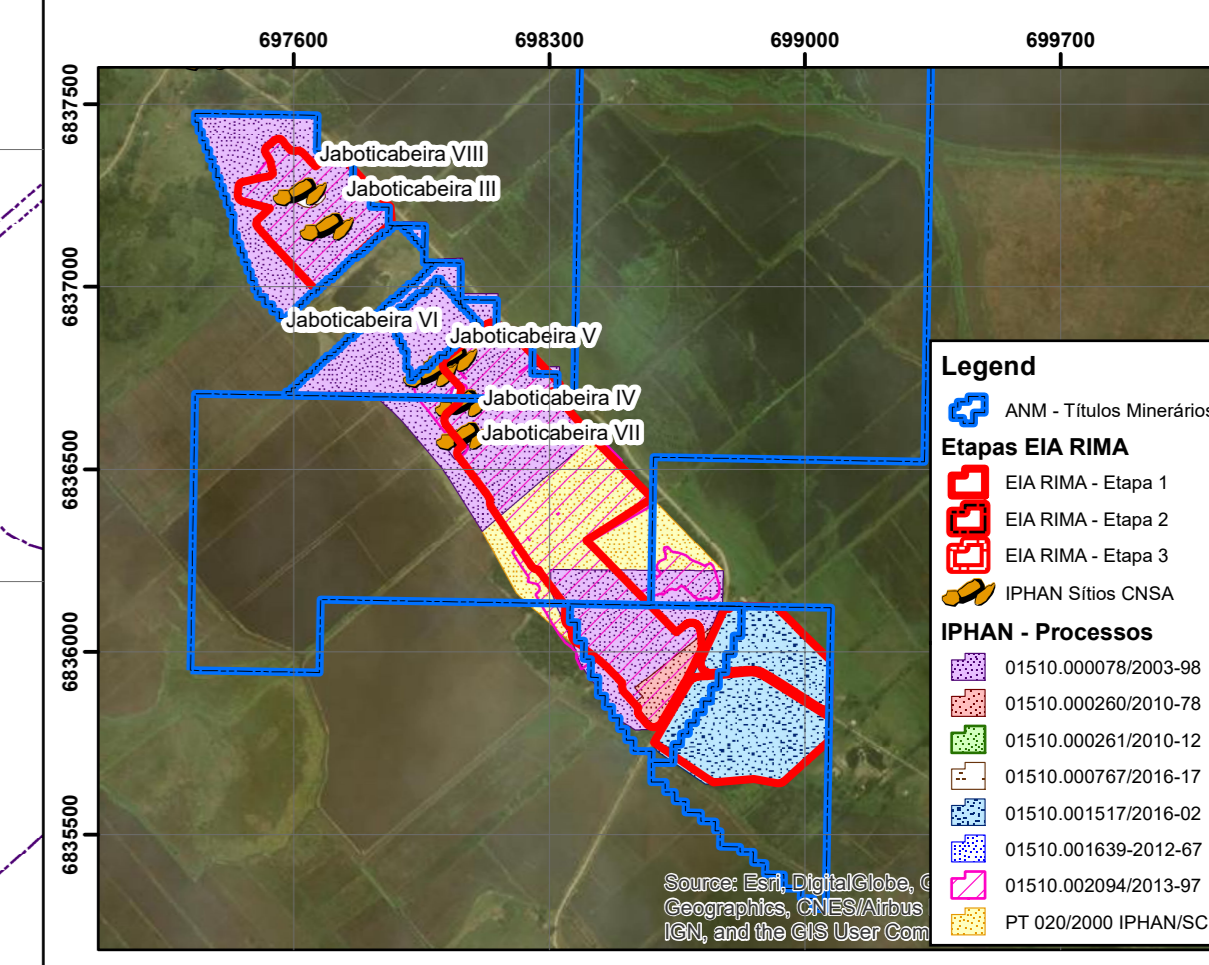 697600 698300 699000 699700
6837500
6837000
6836500
6836000
6835500
Jaboticabeira VIII
Jaboticabeira III
Jaboticabeira VI
Jaboticabeira V
Jaboticabeira IV
Jaboticabeira VII
Legend
ANM - Títulos Minerários
Etapas EIA RIMA
EIA RIMA - Etapa 1
EIA RIMA - Etapa 2
EIA RIMA - Etapa 3
IPHAN Sítios CNSA
IPHAN - Processos
01510.000078/2003-98
01510.000260/2010-78
01510.000261/2010-12
01510.000767/2016-17
01510.001517/2016-02
01510.001639-2012-67
01510.002094/2013-97
PT 020/2000 IPHAN/SC
Source: Esri, DigitalGlobe, G
Geographics, CNES/Airbus
IGN, and the GIS User Com